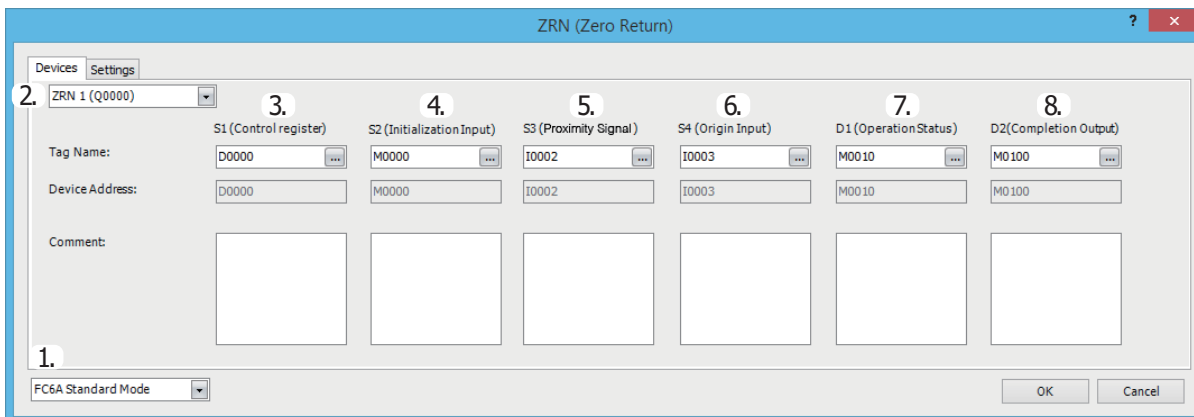 ZRN (Zero Return)
? ×
Devices Settings
2. ZRN 1 (Q0000)
3. 4. 5. 6. 7. 8.
S1 (Control register) S2 (Initialization Input) S3 (Proximity Signal) S4 (Origin Input) D1 (Operation Status) D2(Completion Output)
Tag Name: D0000 ... M0000 ... I0002 ... I0003 ... M0010 ... M0100 ...
Device Address: D0000 M0000 I0002 I0003 M0010 M0100
Comment:
1.
FC6A Standard Mode OK Cancel